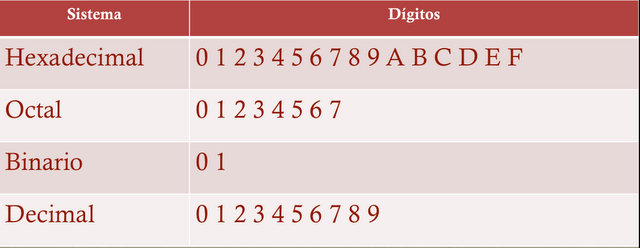 Sistema Dígitos
Hexadecimal 0 1 2 3 4 5 6 7 8 9 A B C D E F
Octal 0 1 2 3 4 5 6 7
Binario 0 1
Decimal 0 1 2 3 4 5 6 7 8 9